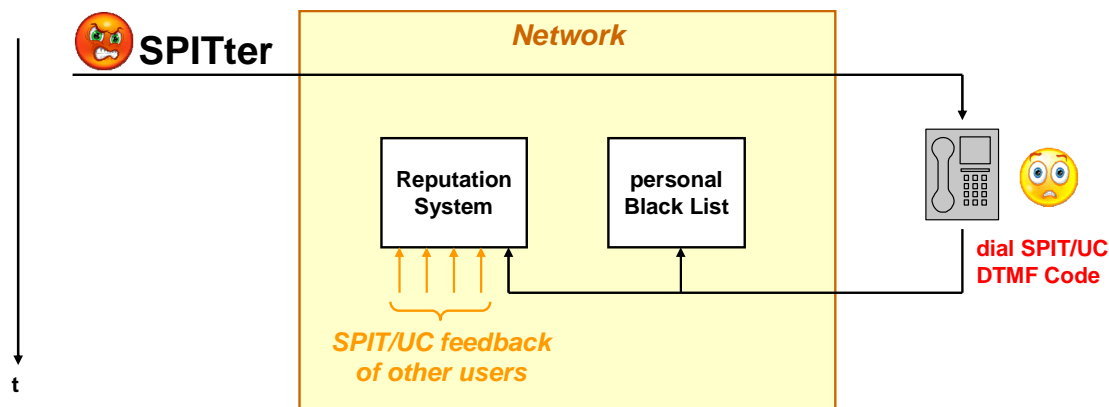 SPITter
Network
Reputation
System
personal
Black List
dial SPIT/UC
DTMF Code
SPIT/UC feedback
of other users
t